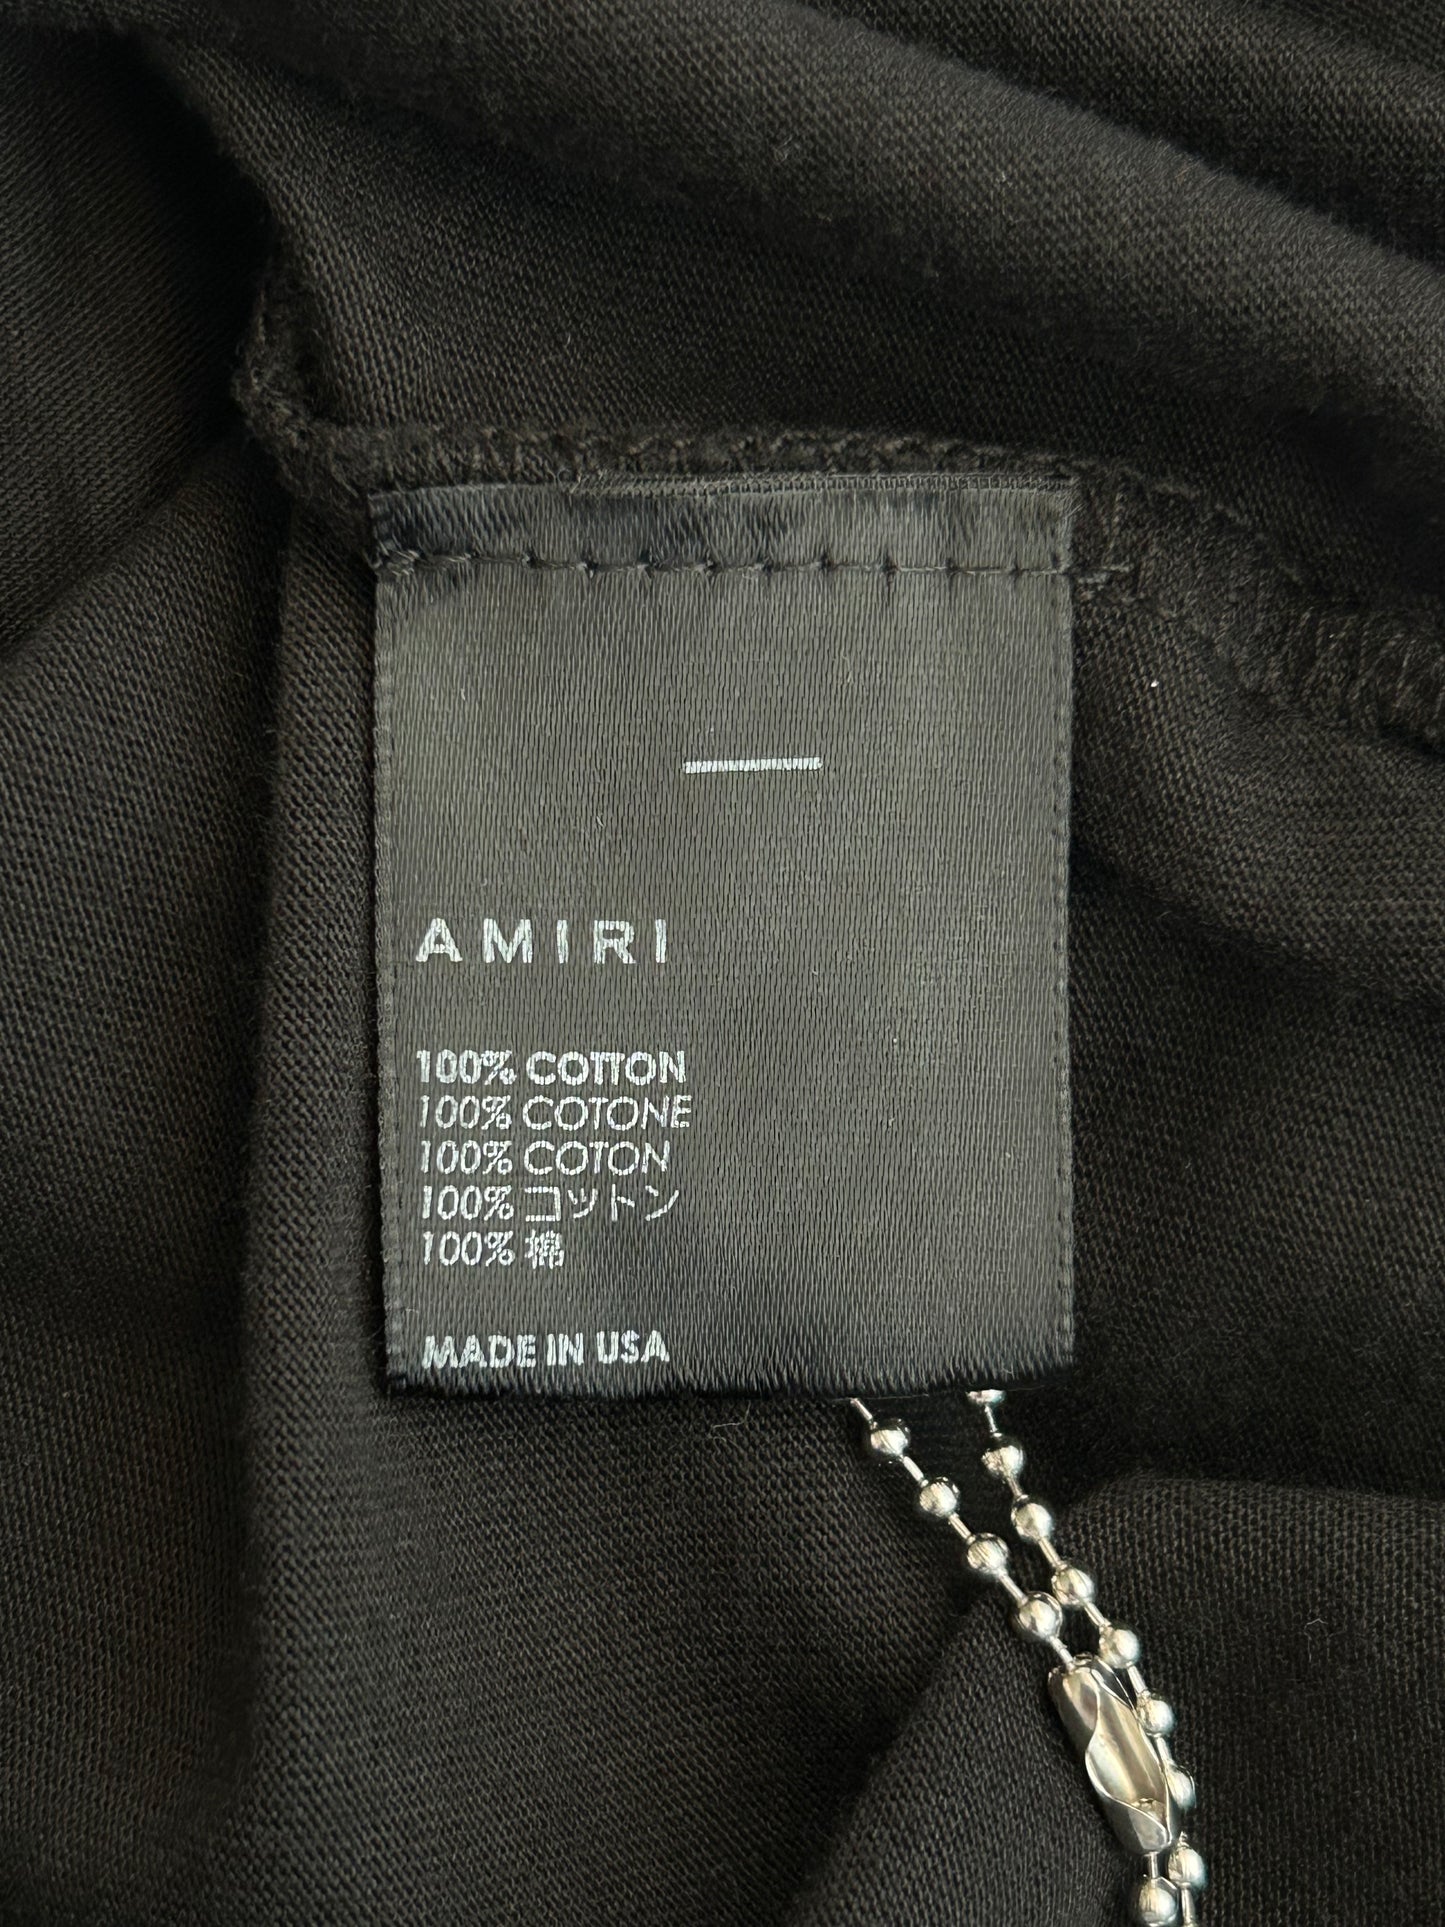 AMIRI
100% COTTON
100% COTONE
100% COTON
100% コットン
100% 棉
MADE IN USA